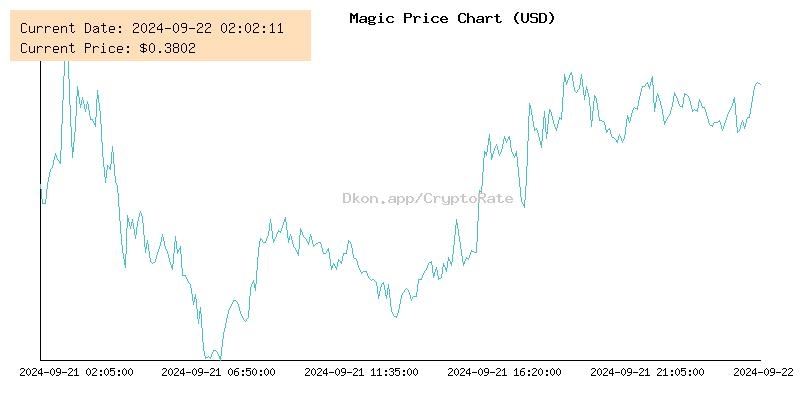 Magic Price Chart (USD)
Current Date: 2024-09-22 02:02:11
Current Price: $0.3802
Dkon.app/CryptoRate
2024-09-21 02:05:00
2024-09-21 06:50:00
2024-09-21 11:35:00
2024-09-21 16:20:00
2024-09-21 21:05:00
2024-09-22